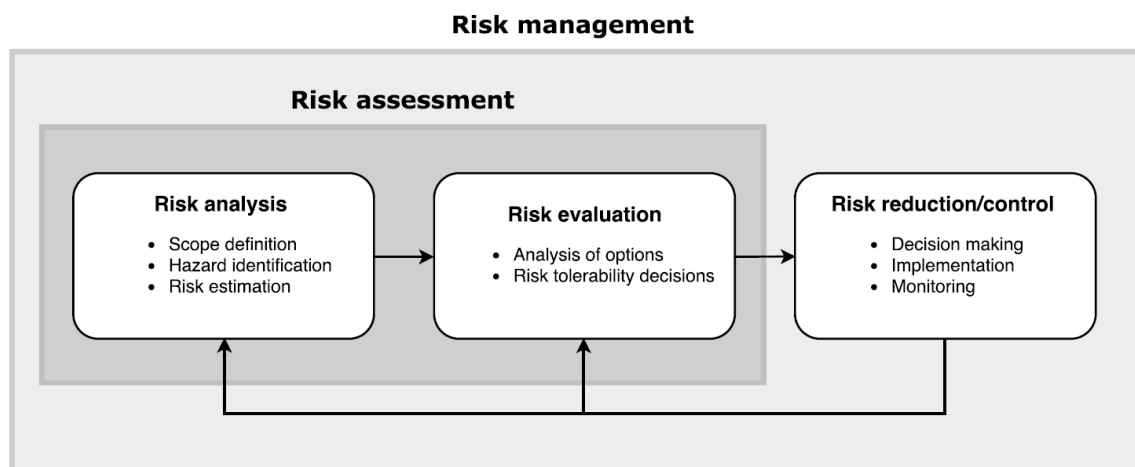 Risk management
Risk assessment
Risk analysis
• Scope definition
• Hazard identification
• Risk estimation
Risk evaluation
• Analysis of options
• Risk tolerability decisions
Risk reduction/control
• Decision making
• Implementation
• Monitoring